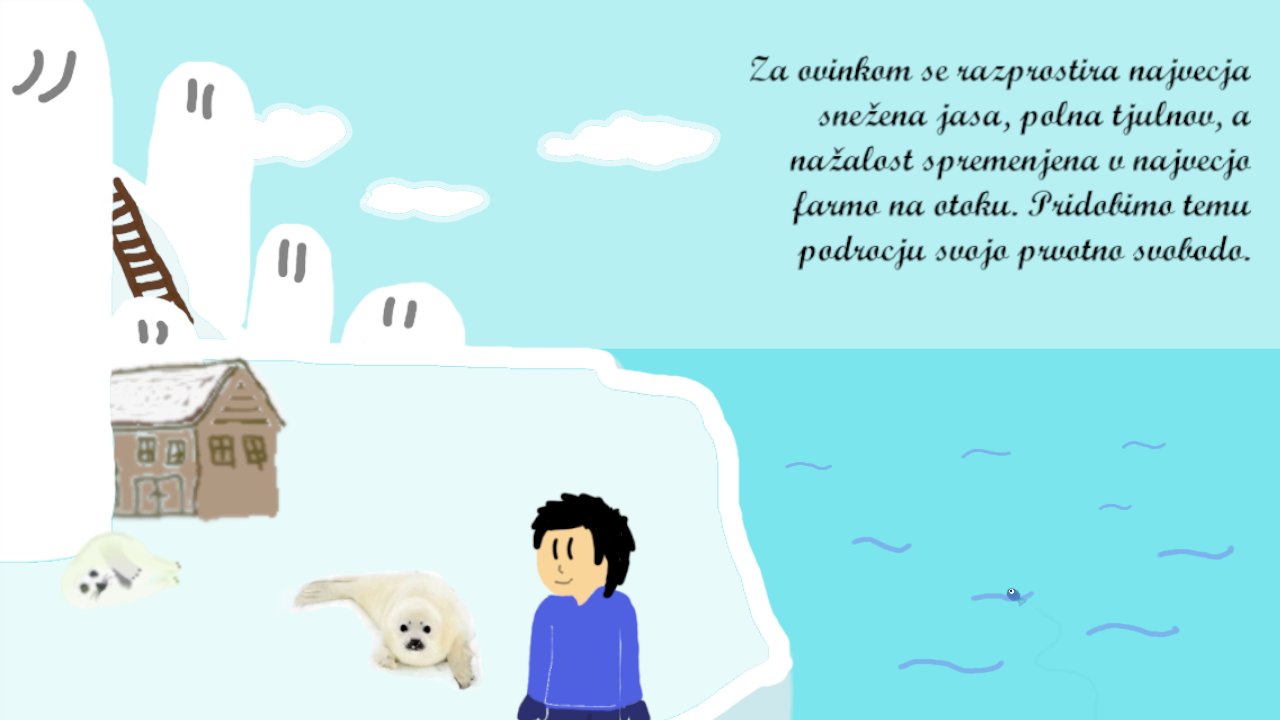 Za ovinkom se razprostira najvecja
snežena jasa, polna tjulnov, a
nažalost spremenjena v najvecjo
farmo na otoku. Pridobimo temu
podrocju svojo prvotno svobodo.